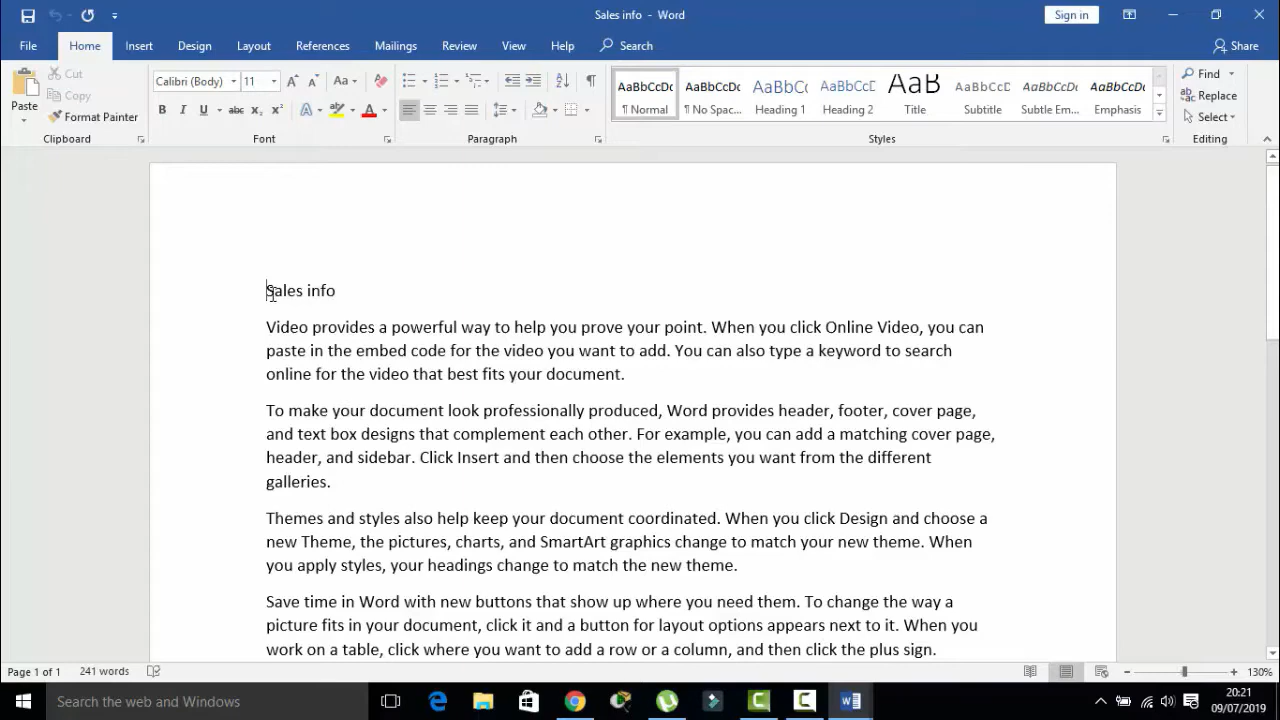 Sales info - Word
Sign in
File Home Insert Design Layout References Mailings Review View Help Search Share
Paste
Cut
Copy
Format Painter
Calibri (Body) 11 Aa
B I U abc x₂ x² A A
AaBbCcDc AaBbCcDc AaBbCc AaBbCcD AaB AaBbCcD AaBbCcDc AaBbCcDc
¶ Normal ¶ No Spac... Heading 1 Heading 2 Title Subtitle Subtle Em... Emphasis
Find
Replace
Select
Clipboard Font Paragraph Styles Editing
Sales info
Video provides a powerful way to help you prove your point. When you click Online Video, you can
paste in the embed code for the video you want to add. You can also type a keyword to search
online for the video that best fits your document.
To make your document look professionally produced, Word provides header, footer, cover page,
and text box designs that complement each other. For example, you can add a matching cover page,
header, and sidebar. Click Insert and then choose the elements you want from the different
galleries.
Themes and styles also help keep your document coordinated. When you click Design and choose a
new Theme, the pictures, charts, and SmartArt graphics change to match your new theme. When
you apply styles, your headings change to match the new theme.
Save time in Word with new buttons that show up where you need them. To change the way a
picture fits in your document, click it and a button for layout options appears next to it. When you
work on a table, click where you want to add a row or a column, and then click the plus sign.
Page 1 of 1 241 words 130%
Search the web and Windows
20:21
09/07/2019